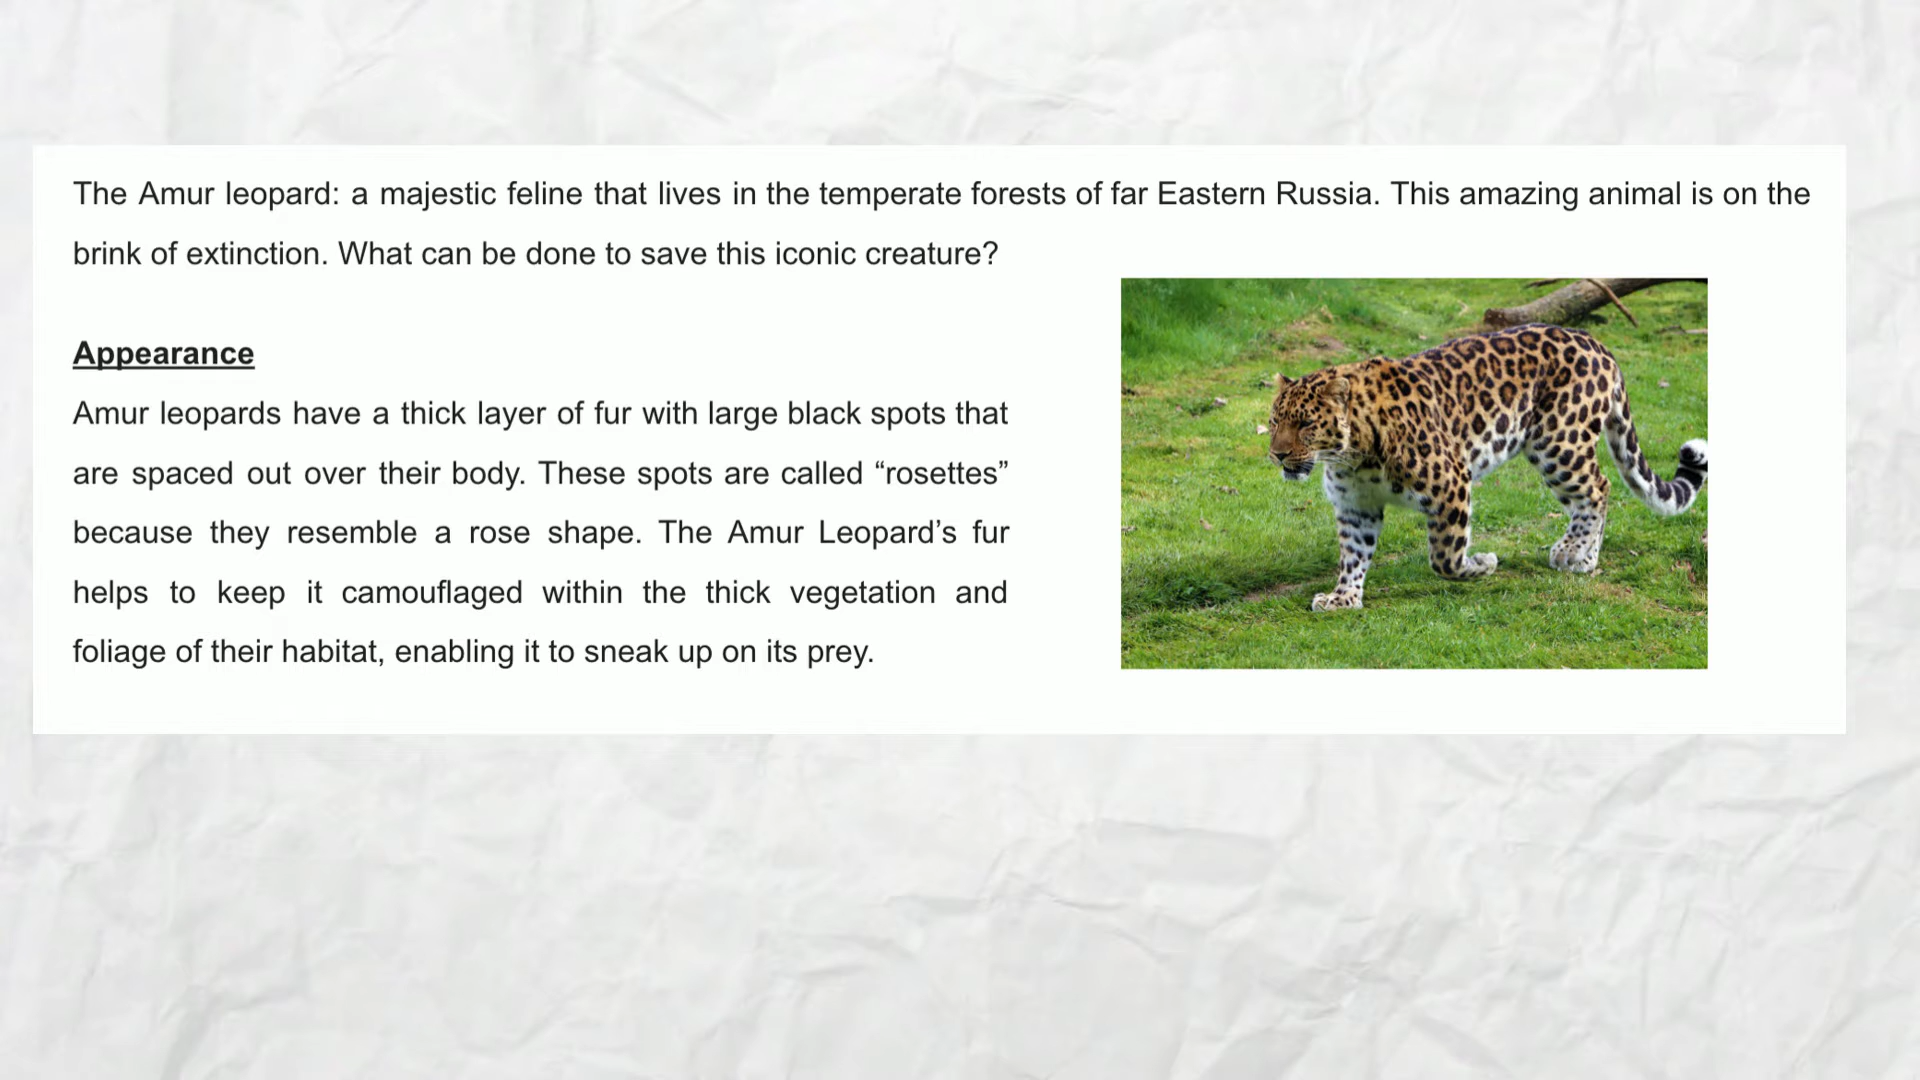 The Amur leopard: a majestic feline that lives in the temperate forests of far Eastern Russia. This amazing animal is on the
brink of extinction. What can be done to save this iconic creature?
Appearance
Amur leopards have a thick layer of fur with large black spots that
are spaced out over their body. These spots are called “rosettes”
because they resemble a rose shape. The Amur Leopard’s fur
helps to keep it camouflaged within the thick vegetation and
foliage of their habitat, enabling it to sneak up on its prey.